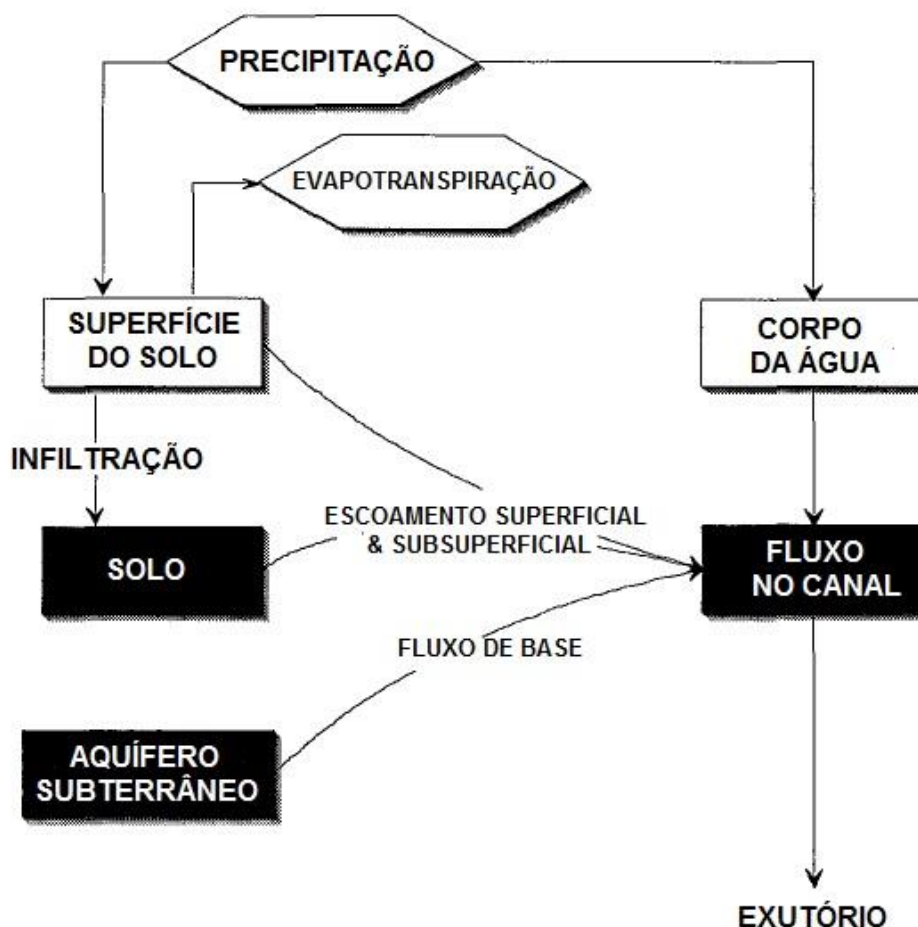 PRECIPITAÇÃO
EVAPOTRANSPIRAÇÃO
SUPERFÍCIE
DO SOLO
CORPO
DA ÁGUA
INFILTRAÇÃO
ESCOAMENTO SUPERFICIAL
& SUBSUPERFICIAL
SOLO
FLUXO
NO CANAL
FLUXO DE BASE
AQUÍFERO
SUBTERRÂNEO
EXUTÓRIO